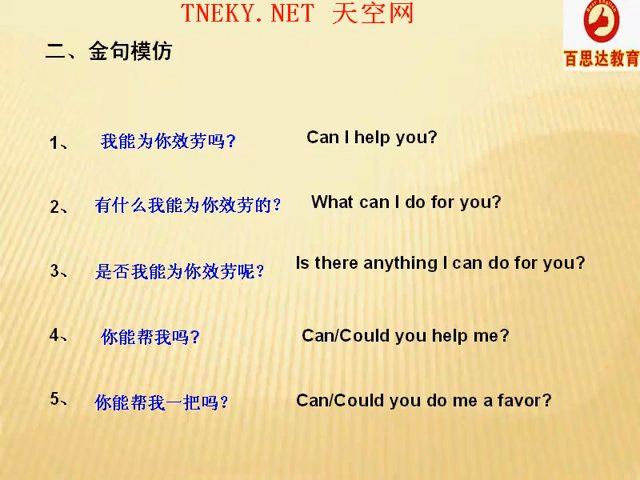 TNEKY.NET 天空网
百思达教育
二、金句模仿
1、 我能为你效劳吗? Can I help you?
2、 有什么我能为你效劳的? What can I do for you?
3、 是否我能为你效劳呢? Is there anything I can do for you?
4、 你能帮我吗? Can/Could you help me?
5、 你能帮我一把吗? Can/Could you do me a favor?